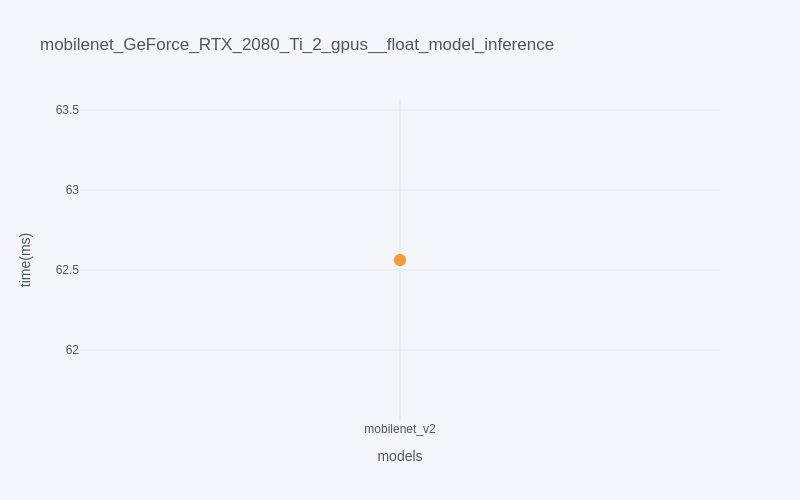 mobilenet_GeForce_RTX_2080_Ti_2_gpus__float_model_inference
63.5
63
62.5
62
time(ms)
mobilenet_v2
models